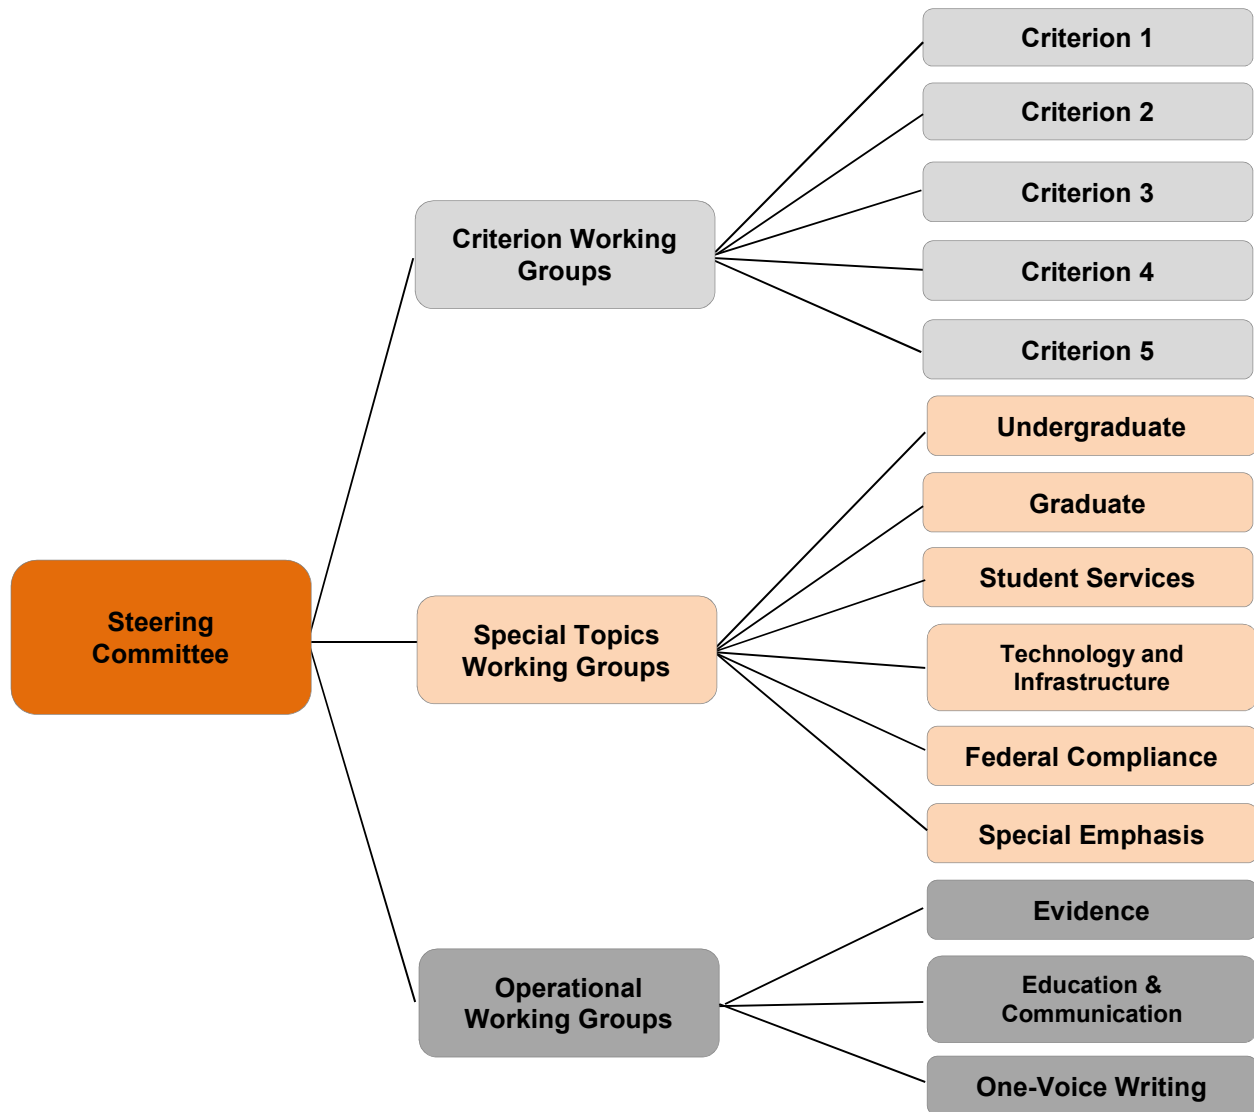 Criterion 1
Criterion 2
Criterion 3
Criterion 4
Criterion 5
Criterion Working
Groups
Undergraduate
Graduate
Student Services
Technology and
Infrastructure
Federal Compliance
Special Emphasis
Steering
Committee
Special Topics
Working Groups
Evidence
Education &
Communication
One-Voice Writing
Operational
Working Groups